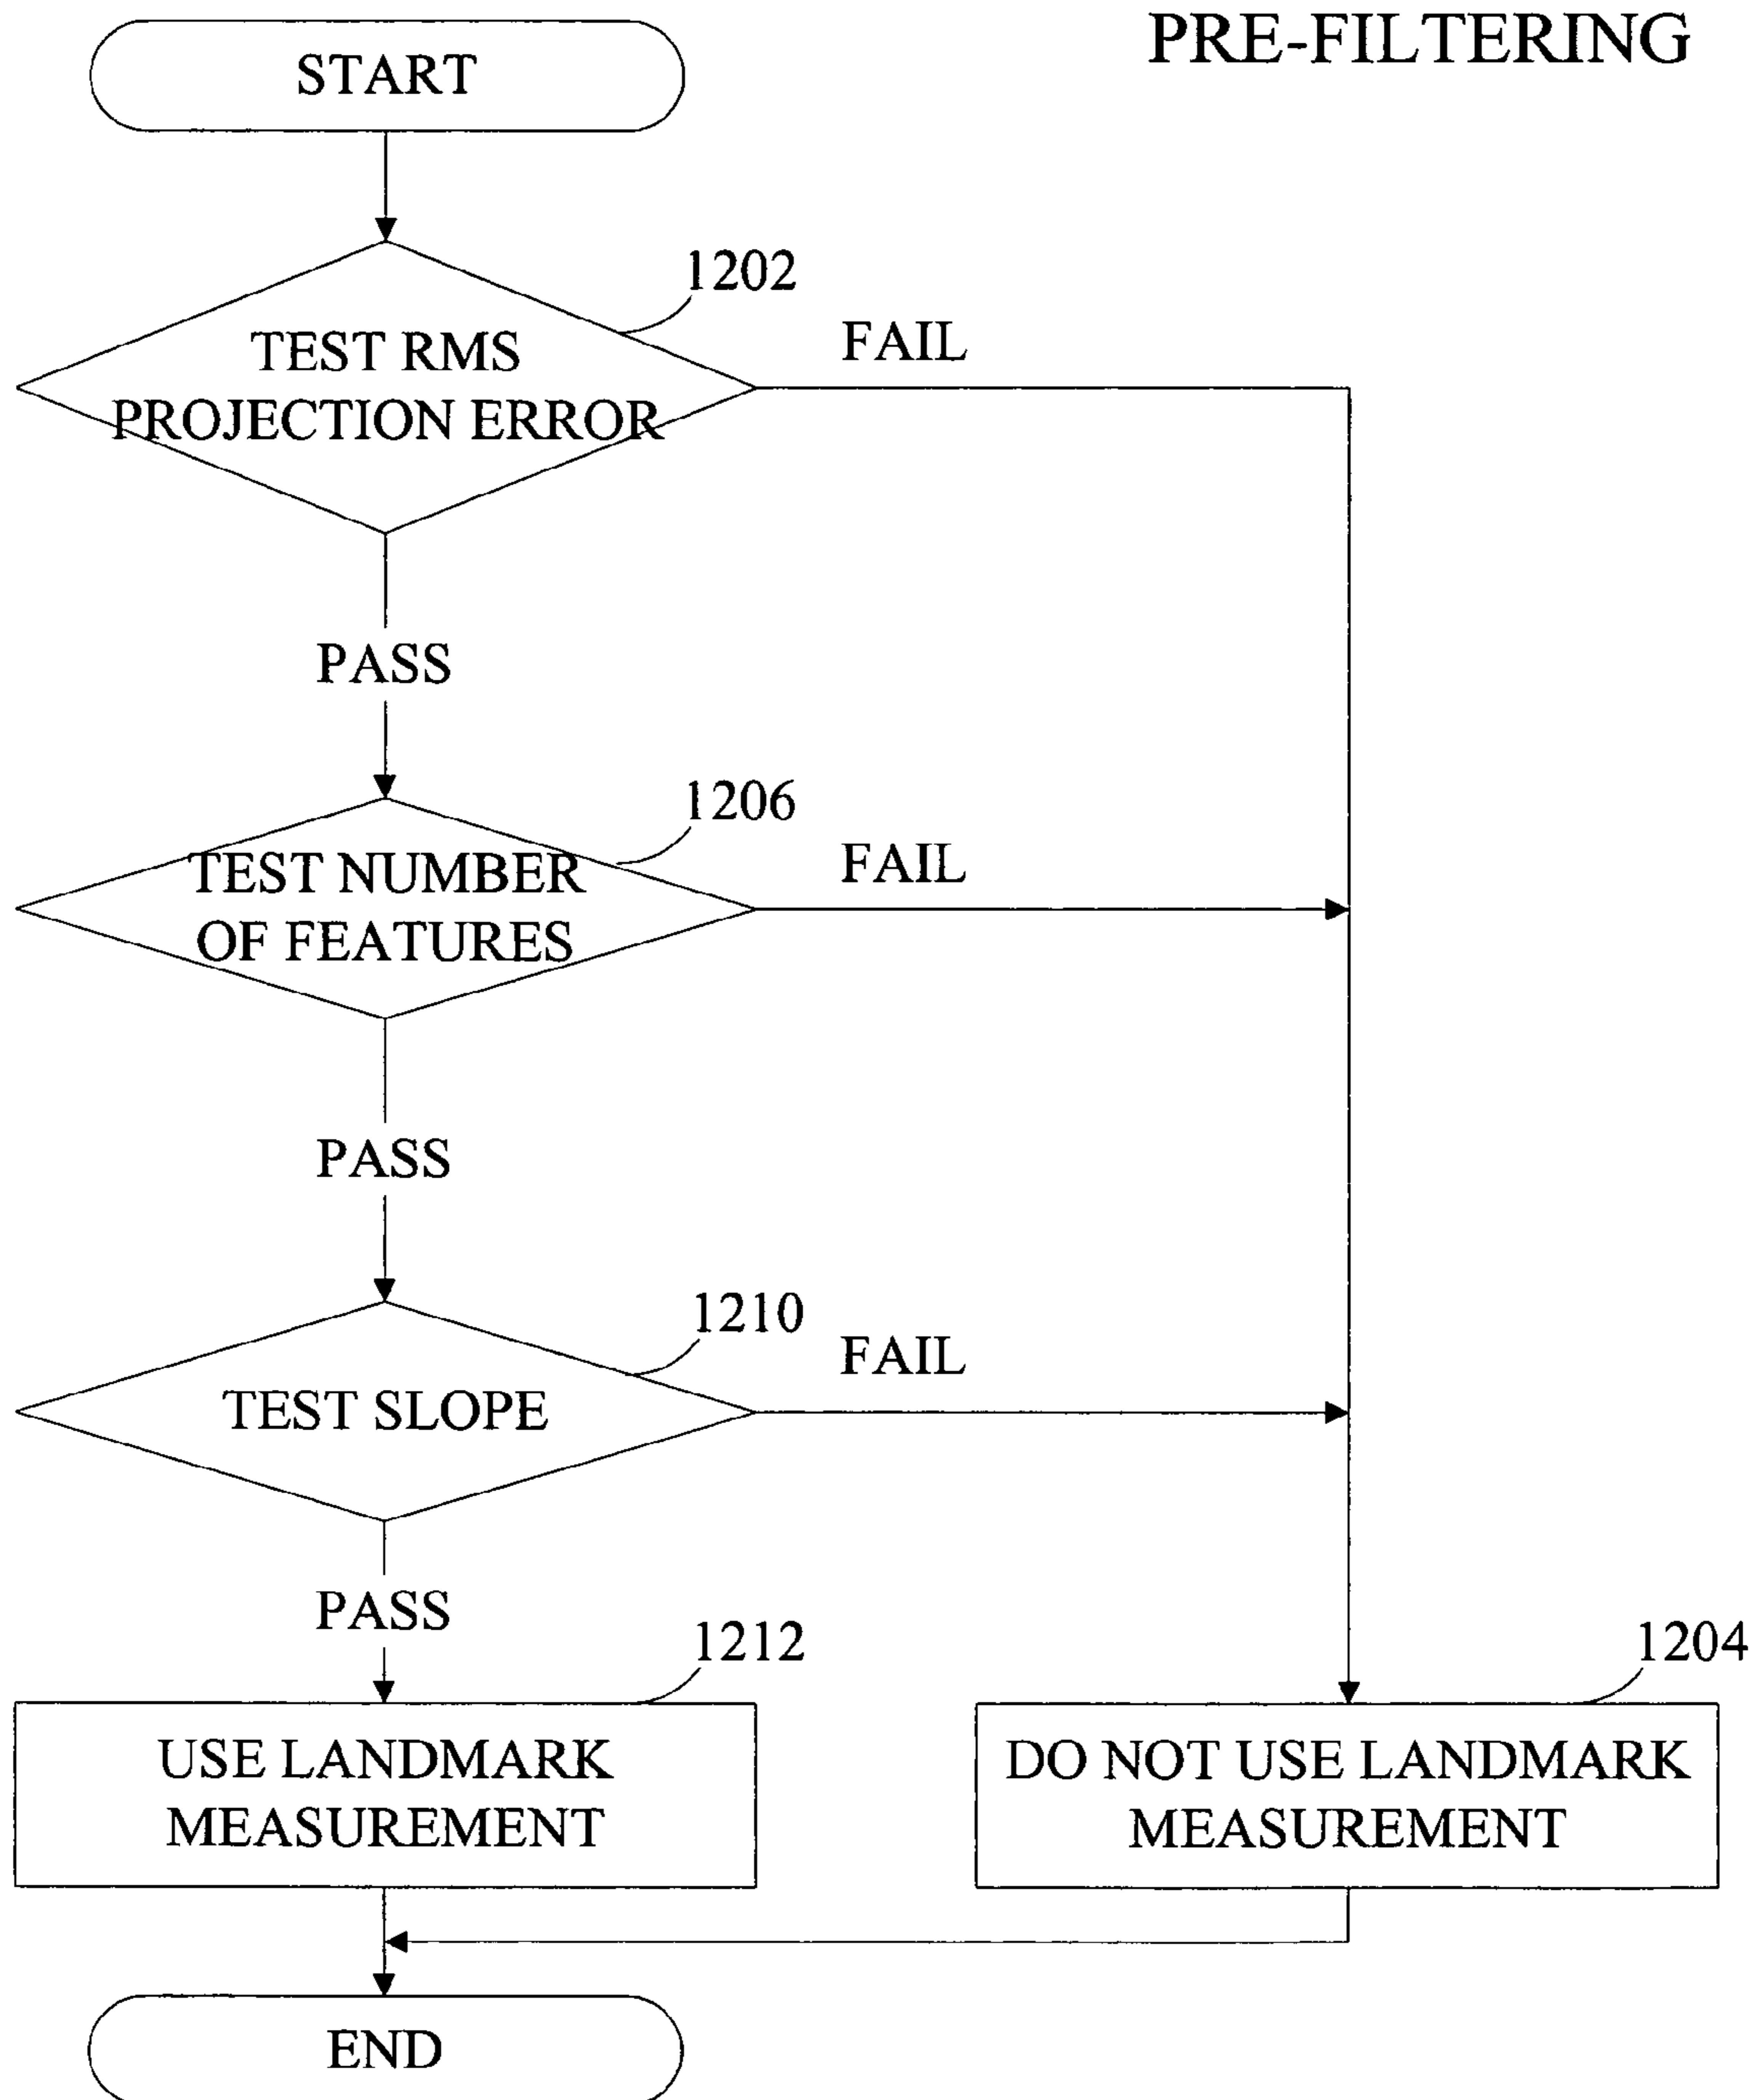 PRE-FILTERING
START
1202
TEST RMS
PROJECTION ERROR
FAIL
PASS
1206
TEST NUMBER
OF FEATURES
FAIL
PASS
1210
TEST SLOPE
FAIL
PASS
1212
USE LANDMARK
MEASUREMENT
1204
DO NOT USE LANDMARK
MEASUREMENT
END